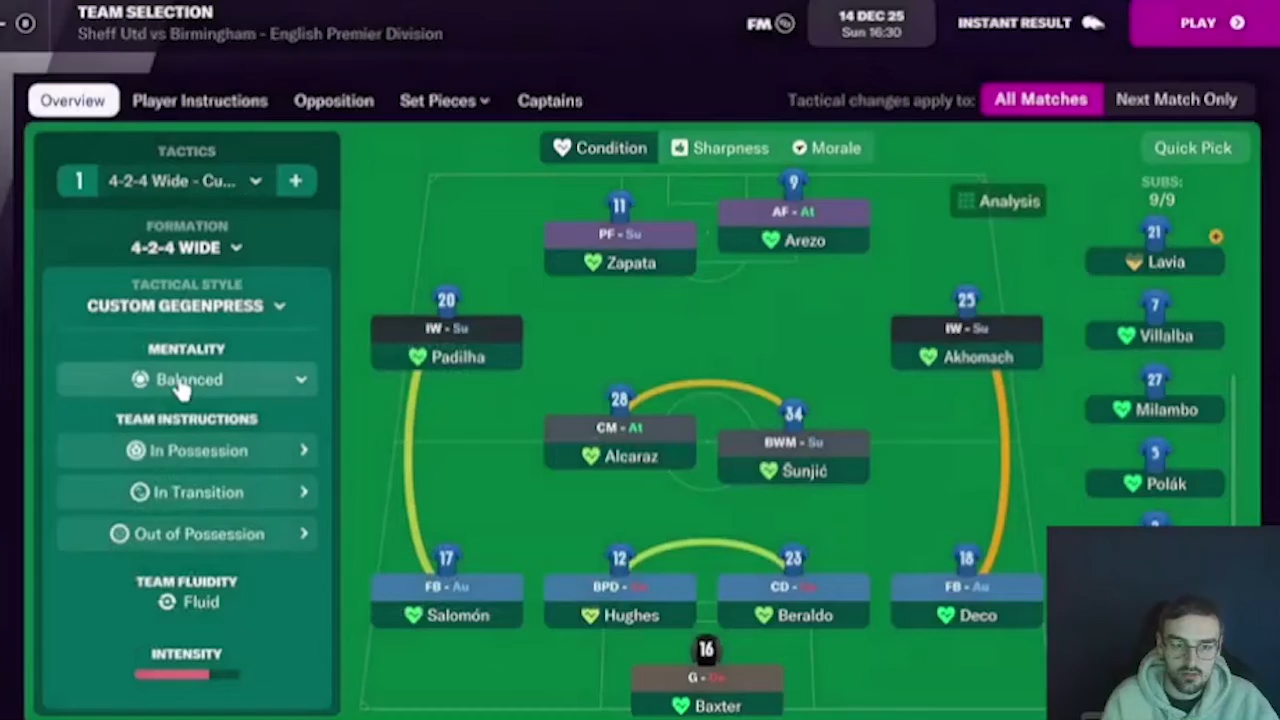 TEAM SELECTION
Sheff Utd vs Birmingham - English Premier Division
FM
14 DEC 25
Sun 16:30
INSTANT RESULT
PLAY
Overview
Player Instructions
Opposition
Set Pieces
Captains
Tactical changes apply to:
All Matches
Next Match Only
TACTICS
1
4-2-4 Wide - Cu...
+
FORMATION
4-2-4 WIDE
TACTICAL STYLE
CUSTOM GEGENPRESS
MENTALITY
Balanced
TEAM INSTRUCTIONS
In Possession
In Transition
Out of Possession
TEAM FLUIDITY
Fluid
INTENSITY
Condition
Sharpness
Morale
Quick Pick
Analysis
9
AF - At
Arezo
11
PF - Su
Zapata
20
IW - Su
Padilha
25
IW - Su
Akhomach
28
CM - At
Alcaraz
34
BWM - Su
Šunjić
17
FB - Au
Salomón
12
BPD - De
Hughes
23
CD - De
Beraldo
18
FB - Au
Deco
16
G - De
Baxter
SUBS:
9/9
21
Lavia
7
Villalba
27
Milambo
5
Polák